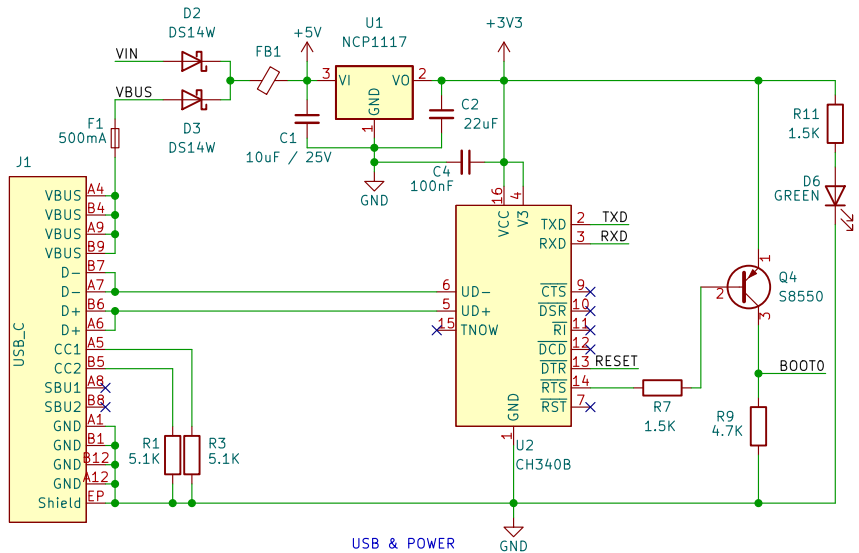 D2
DS14W
VIN
VBUS
D3
DS14W
FB1
+5V
U1
NCP1117
3 VI
VO 2
GND
1
+3V3
C1
10uF / 25V
C2
22uF
C4
100nF
GND
F1
500mA
R11
1.5K
D6
GREEN
J1
USB_C
VBUS A4
VBUS B4
VBUS A9
VBUS B9
D- B7
D- A7
D+ B6
D+ A6
CC1 A5
CC2 B5
SBU1 A8
SBU2 B8
GND A1
GND B1
GND B12
GND A12
Shield EP
R1
5.1K
R3
5.1K
16 VCC
4 V3
TXD 2 TXD
RXD 3 RXD
6 UD-
5 UD+
15 TNOW
CTS 9
DSR 10
RI 11
DCD 12
DTR 13 RESET
RTS 14
RST 7
GND
1
U2
CH340B
R7
1.5K
1
2
3
Q4
S8550
BOOT0
R9
4.7K
GND
USB & POWER